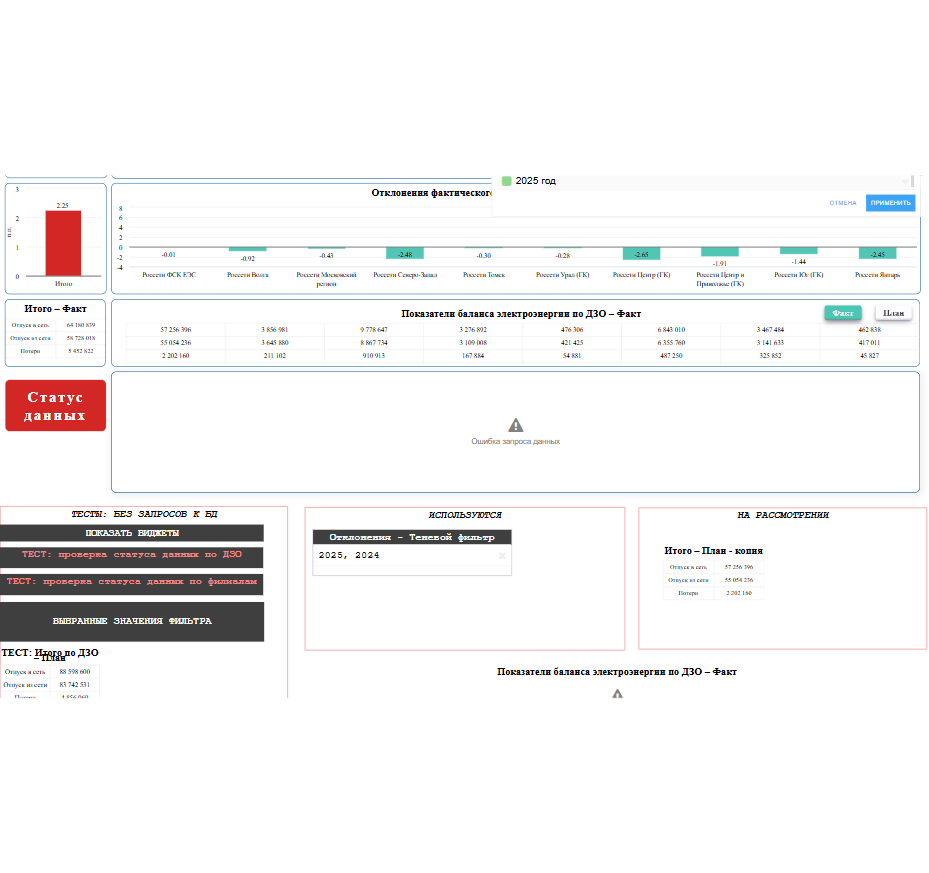 2025 год
ОТМЕНА
ПРИМЕНИТЬ
3
2
1
0
п.п.
2.25
Итого
Отклонения фактического
8
6
4
2
0
-2
-4
-0.01
-0.92
-0.43
-2.48
-0.30
-0.28
-2.65
-1.91
-1.44
-2.45
Россети ФСК ЕЭС
Россети Волга
Россети Московский
регион
Россети Северо-Запад
Россети Томск
Россети Урал (ГК)
Россети Центр (ГК)
Россети Центр и
Приволжье (ГК)
Россети Юг (ГК)
Россети Янтарь
Итого – Факт
Отпуск в сеть 64 180 839
Отпуск из сети 58 728 018
Потери 5 452 822
Показатели баланса электроэнергии по ДЗО – Факт
Факт
План
57 256 396 3 856 981 9 778 647 3 276 892 476 306 6 843 010 3 467 484 462 838
55 054 236 3 645 880 8 867 734 3 109 008 421 425 6 355 760 3 141 633 417 011
2 202 160 211 102 910 913 167 884 54 881 487 250 325 852 45 827
Статус
данных
Ошибка запроса данных
ТЕСТЫ: БЕЗ ЗАПРОСОВ К БД
ПОКАЗАТЬ ВИДЖЕТЫ
ТЕСТ: проверка статуса данных по ДЗО
ТЕСТ: проверка статуса данных по филиалам
ВЫБРАННЫЕ ЗНАЧЕНИЯ ФИЛЬТРА
ТЕСТ: Итого по ДЗО
– План
Отпуск в сеть 88 598 600
Отпуск из сети 83 742 531
Потери 4 856 069
ИСПОЛЬЗУЮТСЯ
Отклонения - Теневой фильтр
2025, 2024
НА РАССМОТРЕНИИ
Итого – План - копия
Отпуск в сеть 57 256 396
Отпуск из сети 55 054 236
Потери 2 202 160
Показатели баланса электроэнергии по ДЗО – Факт